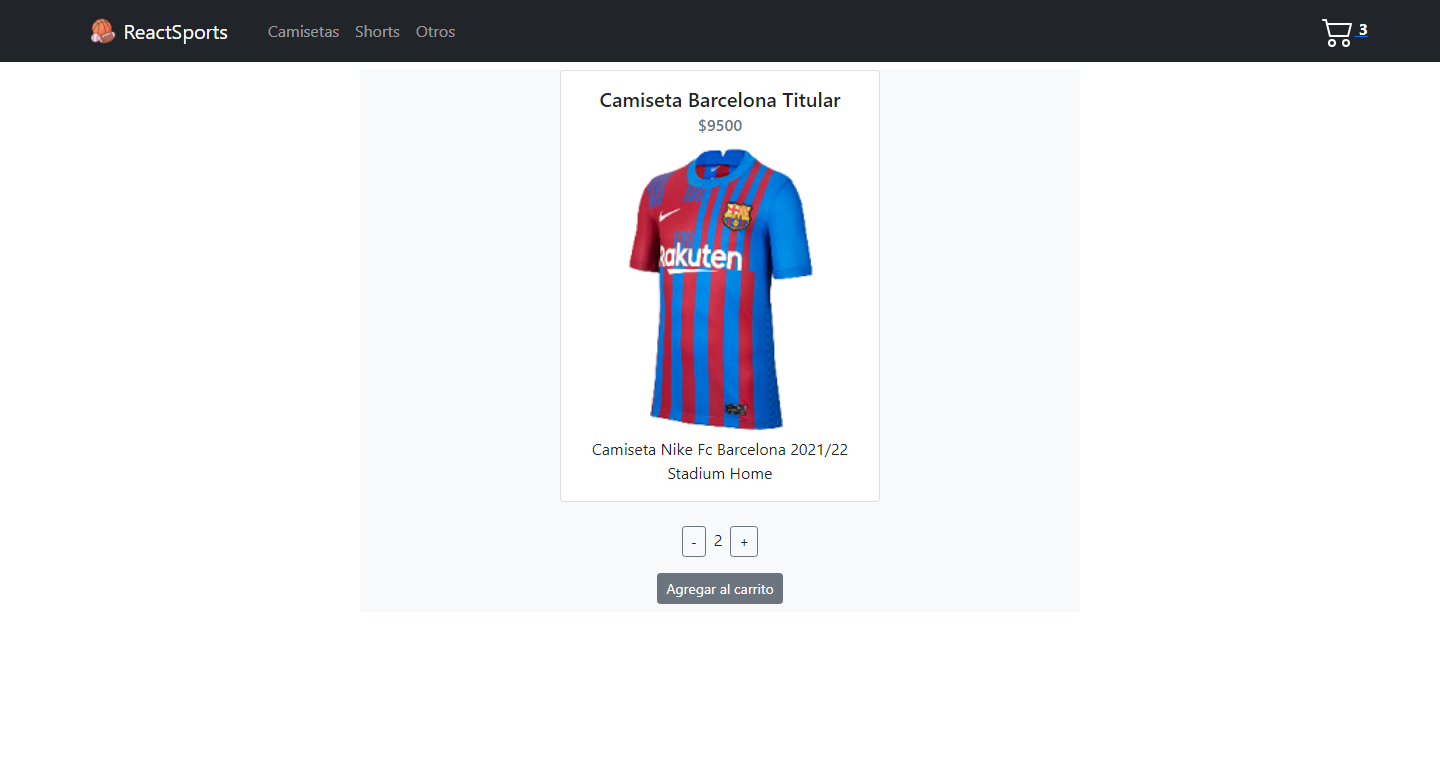 ReactSports
Camisetas Shorts Otros
3
Camiseta Barcelona Titular
$9500
Rakuten
Camiseta Nike Fc Barcelona 2021/22
Stadium Home
- 2 +
Agregar al carrito